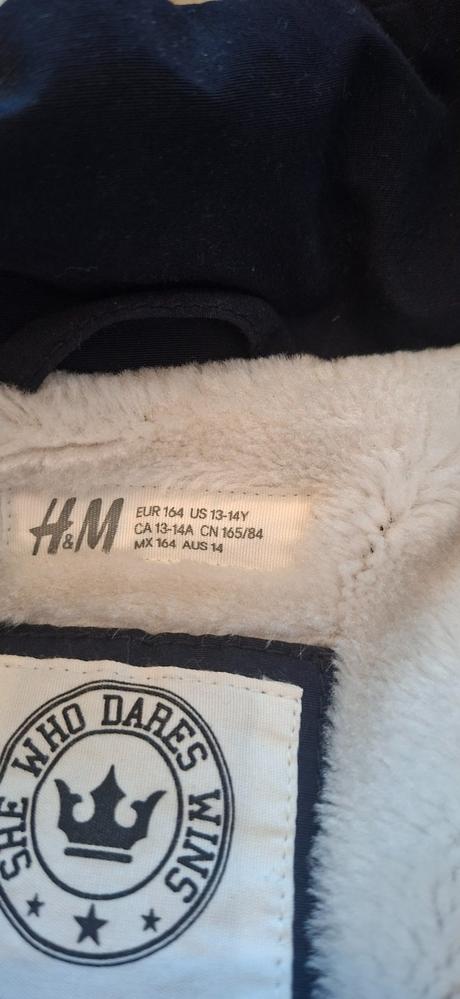 H&M
EUR 164 US 13-14Y
CA 13-14A CN 165/84
MX 164 AUS 14
SHE WHO DARES WINS